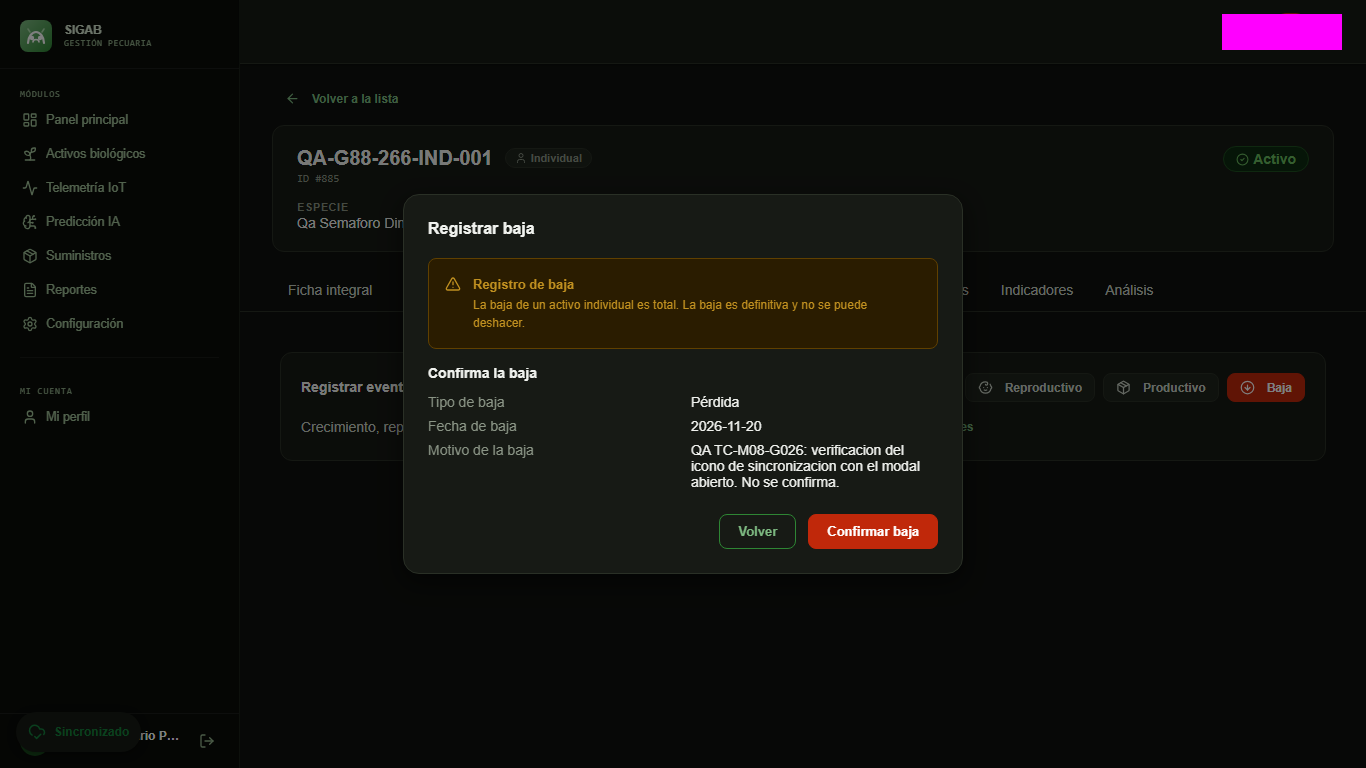 SIGAB
GESTIÓN PECUARIA
MÓDULOS
Panel principal
Activos biológicos
Telemetría IoT
Predicción IA
Suministros
Reportes
Configuración
MI CUENTA
Mi perfil
Sincronizado
rio P...
Volver a la lista
QA-G88-266-IND-001
Individual
Activo
ID #885
ESPECIE
Qa Semaforo
Ficha integral
Indicadores
Análisis
Registrar
Reproductivo
Productivo
Baja
Crecimiento,
Registrar baja
Registro de baja
La baja de un activo individual es total. La baja es definitiva y no se puede
deshacer.
Confirma la baja
Tipo de baja
Pérdida
Fecha de baja
2026-11-20
Motivo de la baja
QA TC-M08-G026: verificacion del
icono de sincronizacion con el modal
abierto. No se confirma.
Volver
Confirmar baja